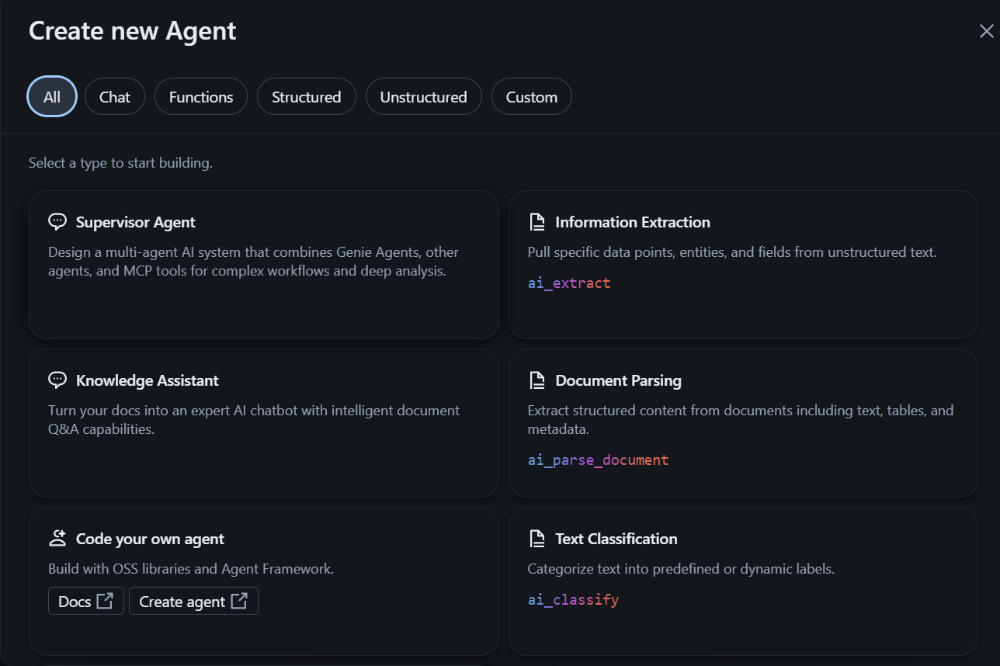 Create new Agent
All
Chat
Functions
Structured
Unstructured
Custom
Select a type to start building.
Supervisor Agent
Design a multi-agent AI system that combines Genie Agents, other
agents, and MCP tools for complex workflows and deep analysis.
Information Extraction
Pull specific data points, entities, and fields from unstructured text.
ai_extract
Knowledge Assistant
Turn your docs into an expert AI chatbot with intelligent document
Q&A capabilities.
Document Parsing
Extract structured content from documents including text, tables, and
metadata.
ai_parse_document
Code your own agent
Build with OSS libraries and Agent Framework.
Docs
Create agent
Text Classification
Categorize text into predefined or dynamic labels.
ai_classify